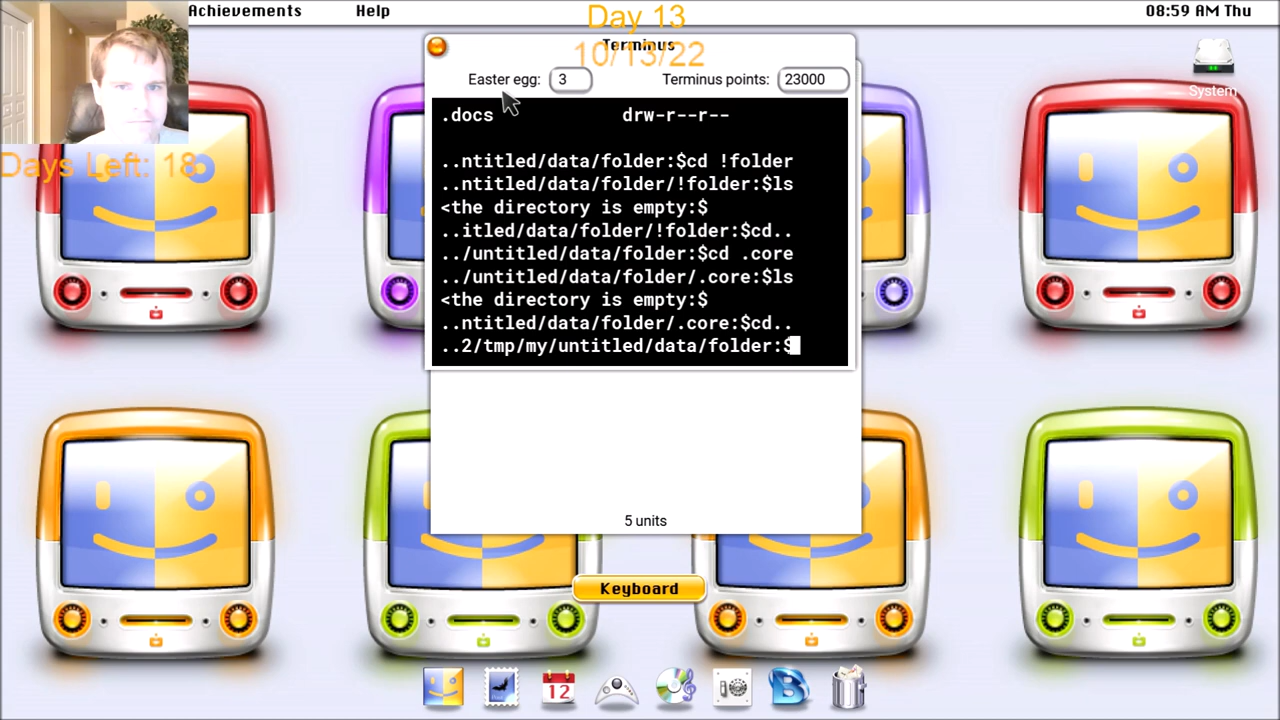 Achievements Help 08:59 AM Thu
Day 13
10/13/22
Terminus
Easter egg: 3 Terminus points: 23000
System
Days Left: 18
.docs drw-r--r--
..ntitled/data/folder:$cd !folder
..ntitled/data/folder/!folder:$ls
<the directory is empty:$
..itled/data/folder/!folder:$cd..
../untitled/data/folder:$cd .core
../untitled/data/folder/.core:$ls
<the directory is empty:$
..ntitled/data/folder/.core:$cd..
..2/tmp/my/untitled/data/folder:$
5 units
Keyboard
12
B